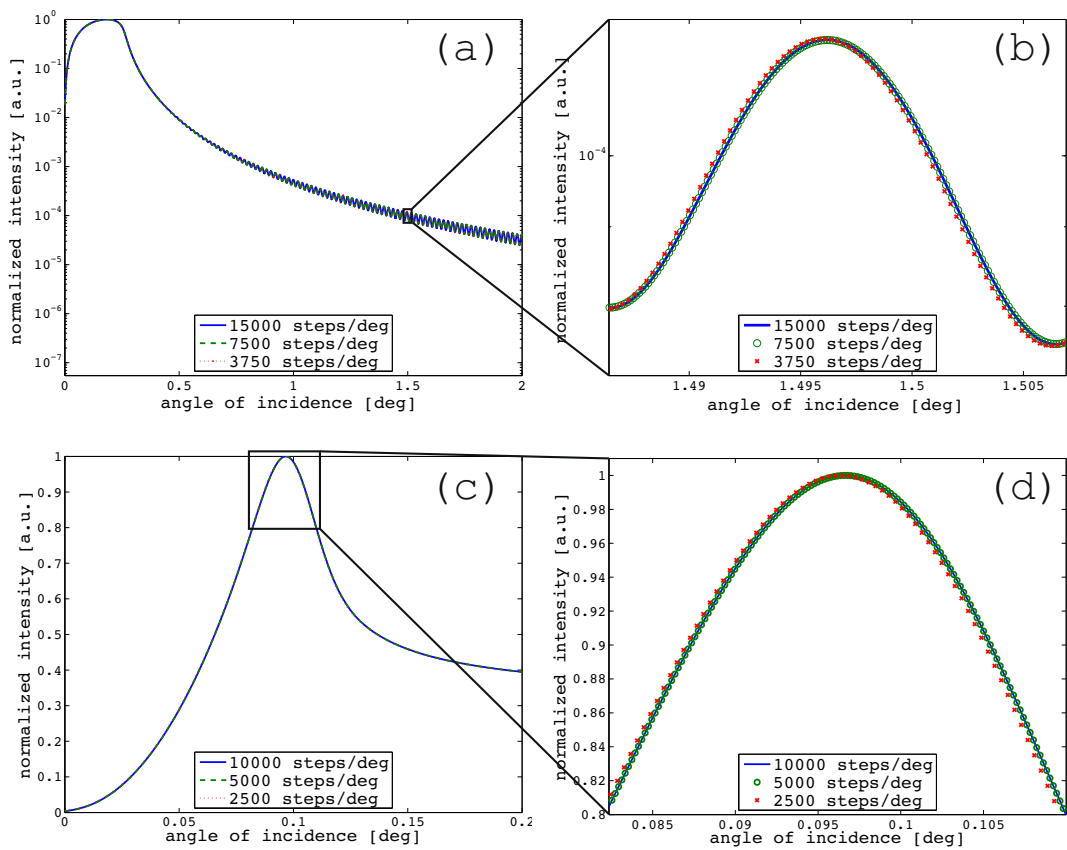 (a)
normalized intensity [a.u.]
10^0
10^-1
10^-2
10^-3
10^-4
10^-5
10^-6
10^-7
15000 steps/deg
7500 steps/deg
3750 steps/deg
0 0.5 1 1.5 2
angle of incidence [deg]
(b)
normalized intensity [a.u.]
10^-4
15000 steps/deg
7500 steps/deg
3750 steps/deg
1.49 1.495 1.5 1.505
angle of incidence [deg]
(c)
normalized intensity [a.u.]
1
0.9
0.8
0.7
0.6
0.5
0.4
0.3
0.2
0.1
0
10000 steps/deg
5000 steps/deg
2500 steps/deg
0 0.05 0.1 0.15 0.2
angle of incidence [deg]
(d)
normalized intensity [a.u.]
1
0.98
0.96
0.94
0.92
0.9
0.88
0.86
0.84
0.82
0.8
10000 steps/deg
5000 steps/deg
2500 steps/deg
0.085 0.09 0.095 0.1 0.105
angle of incidence [deg]